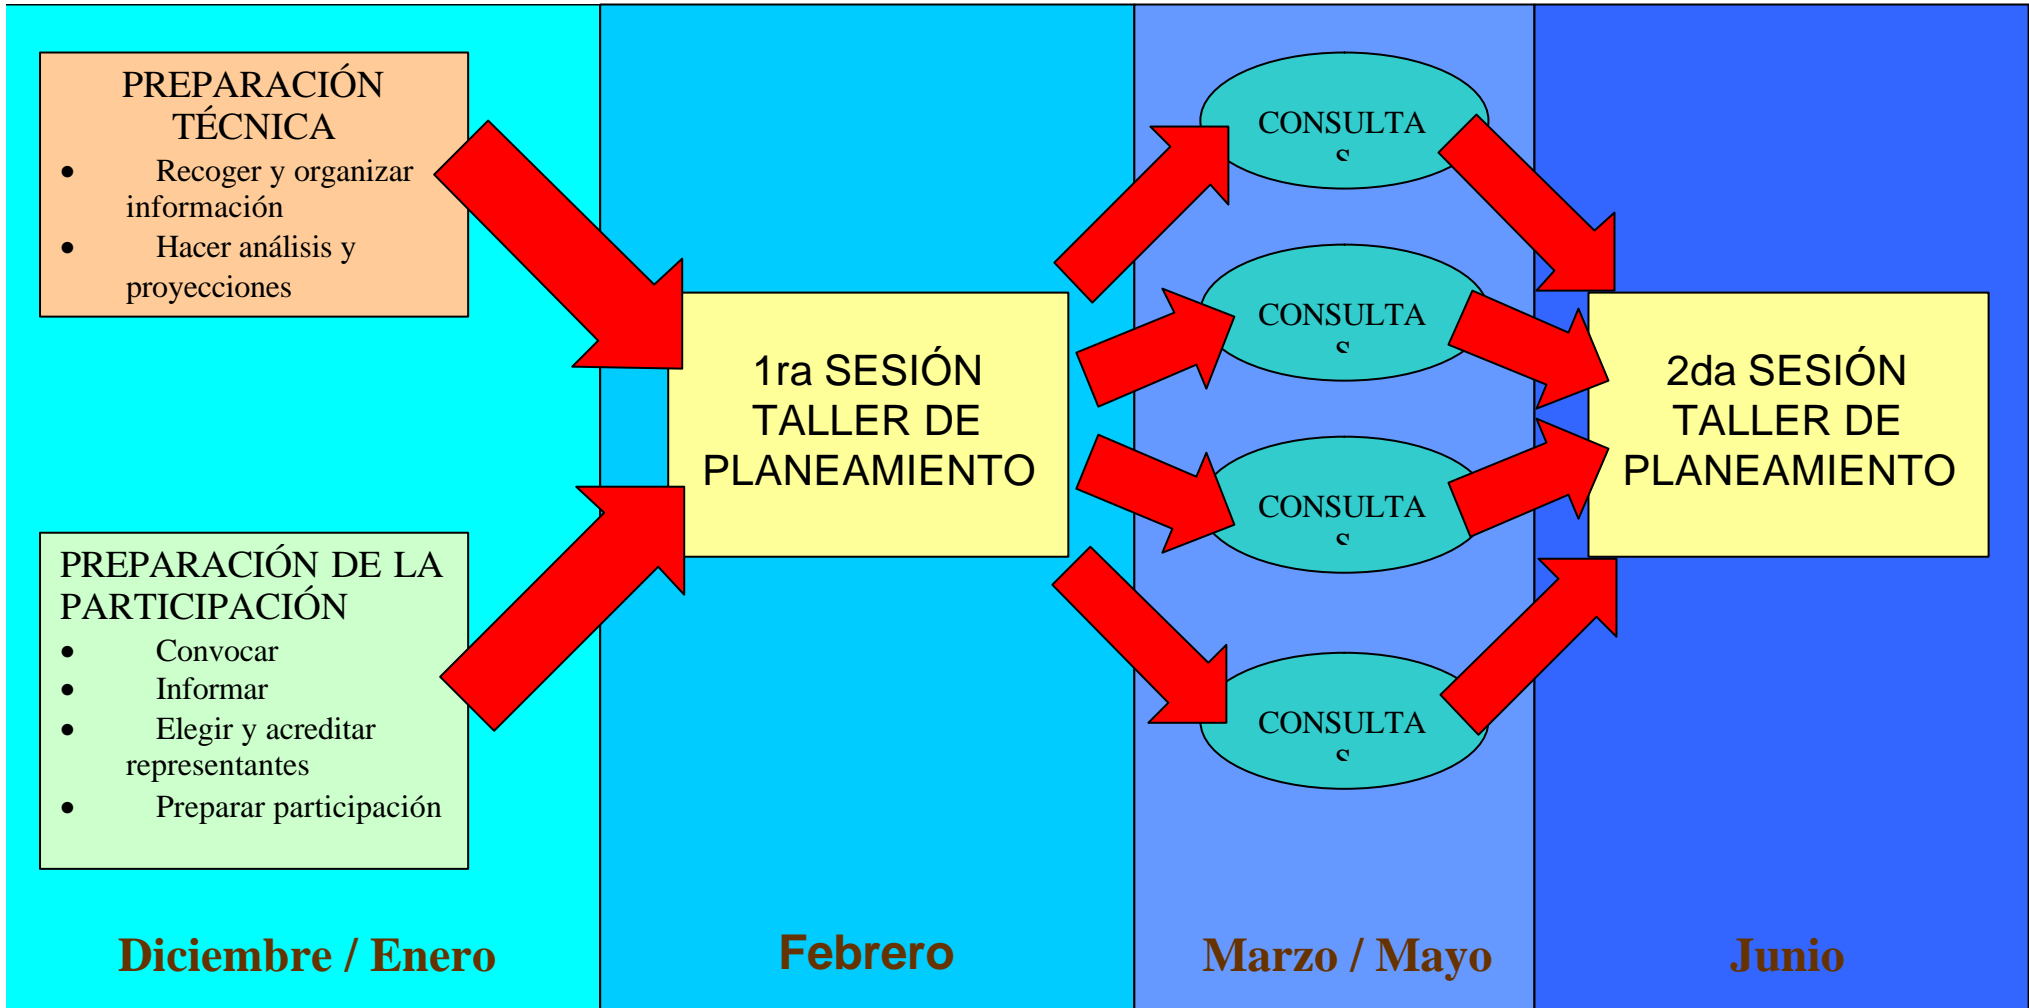 PREPARACIÓN
TÉCNICA
• Recoger y organizar
información
• Hacer análisis y
proyecciones
PREPARACIÓN DE LA
PARTICIPACIÓN
• Convocar
• Informar
• Elegir y acreditar
representantes
• Preparar participación
1ra SESIÓN
TALLER DE
PLANEAMIENTO
CONSULTA
S
CONSULTA
S
CONSULTA
S
CONSULTA
S
2da SESIÓN
TALLER DE
PLANEAMIENTO
Diciembre / Enero
Febrero
Marzo / Mayo
Junio